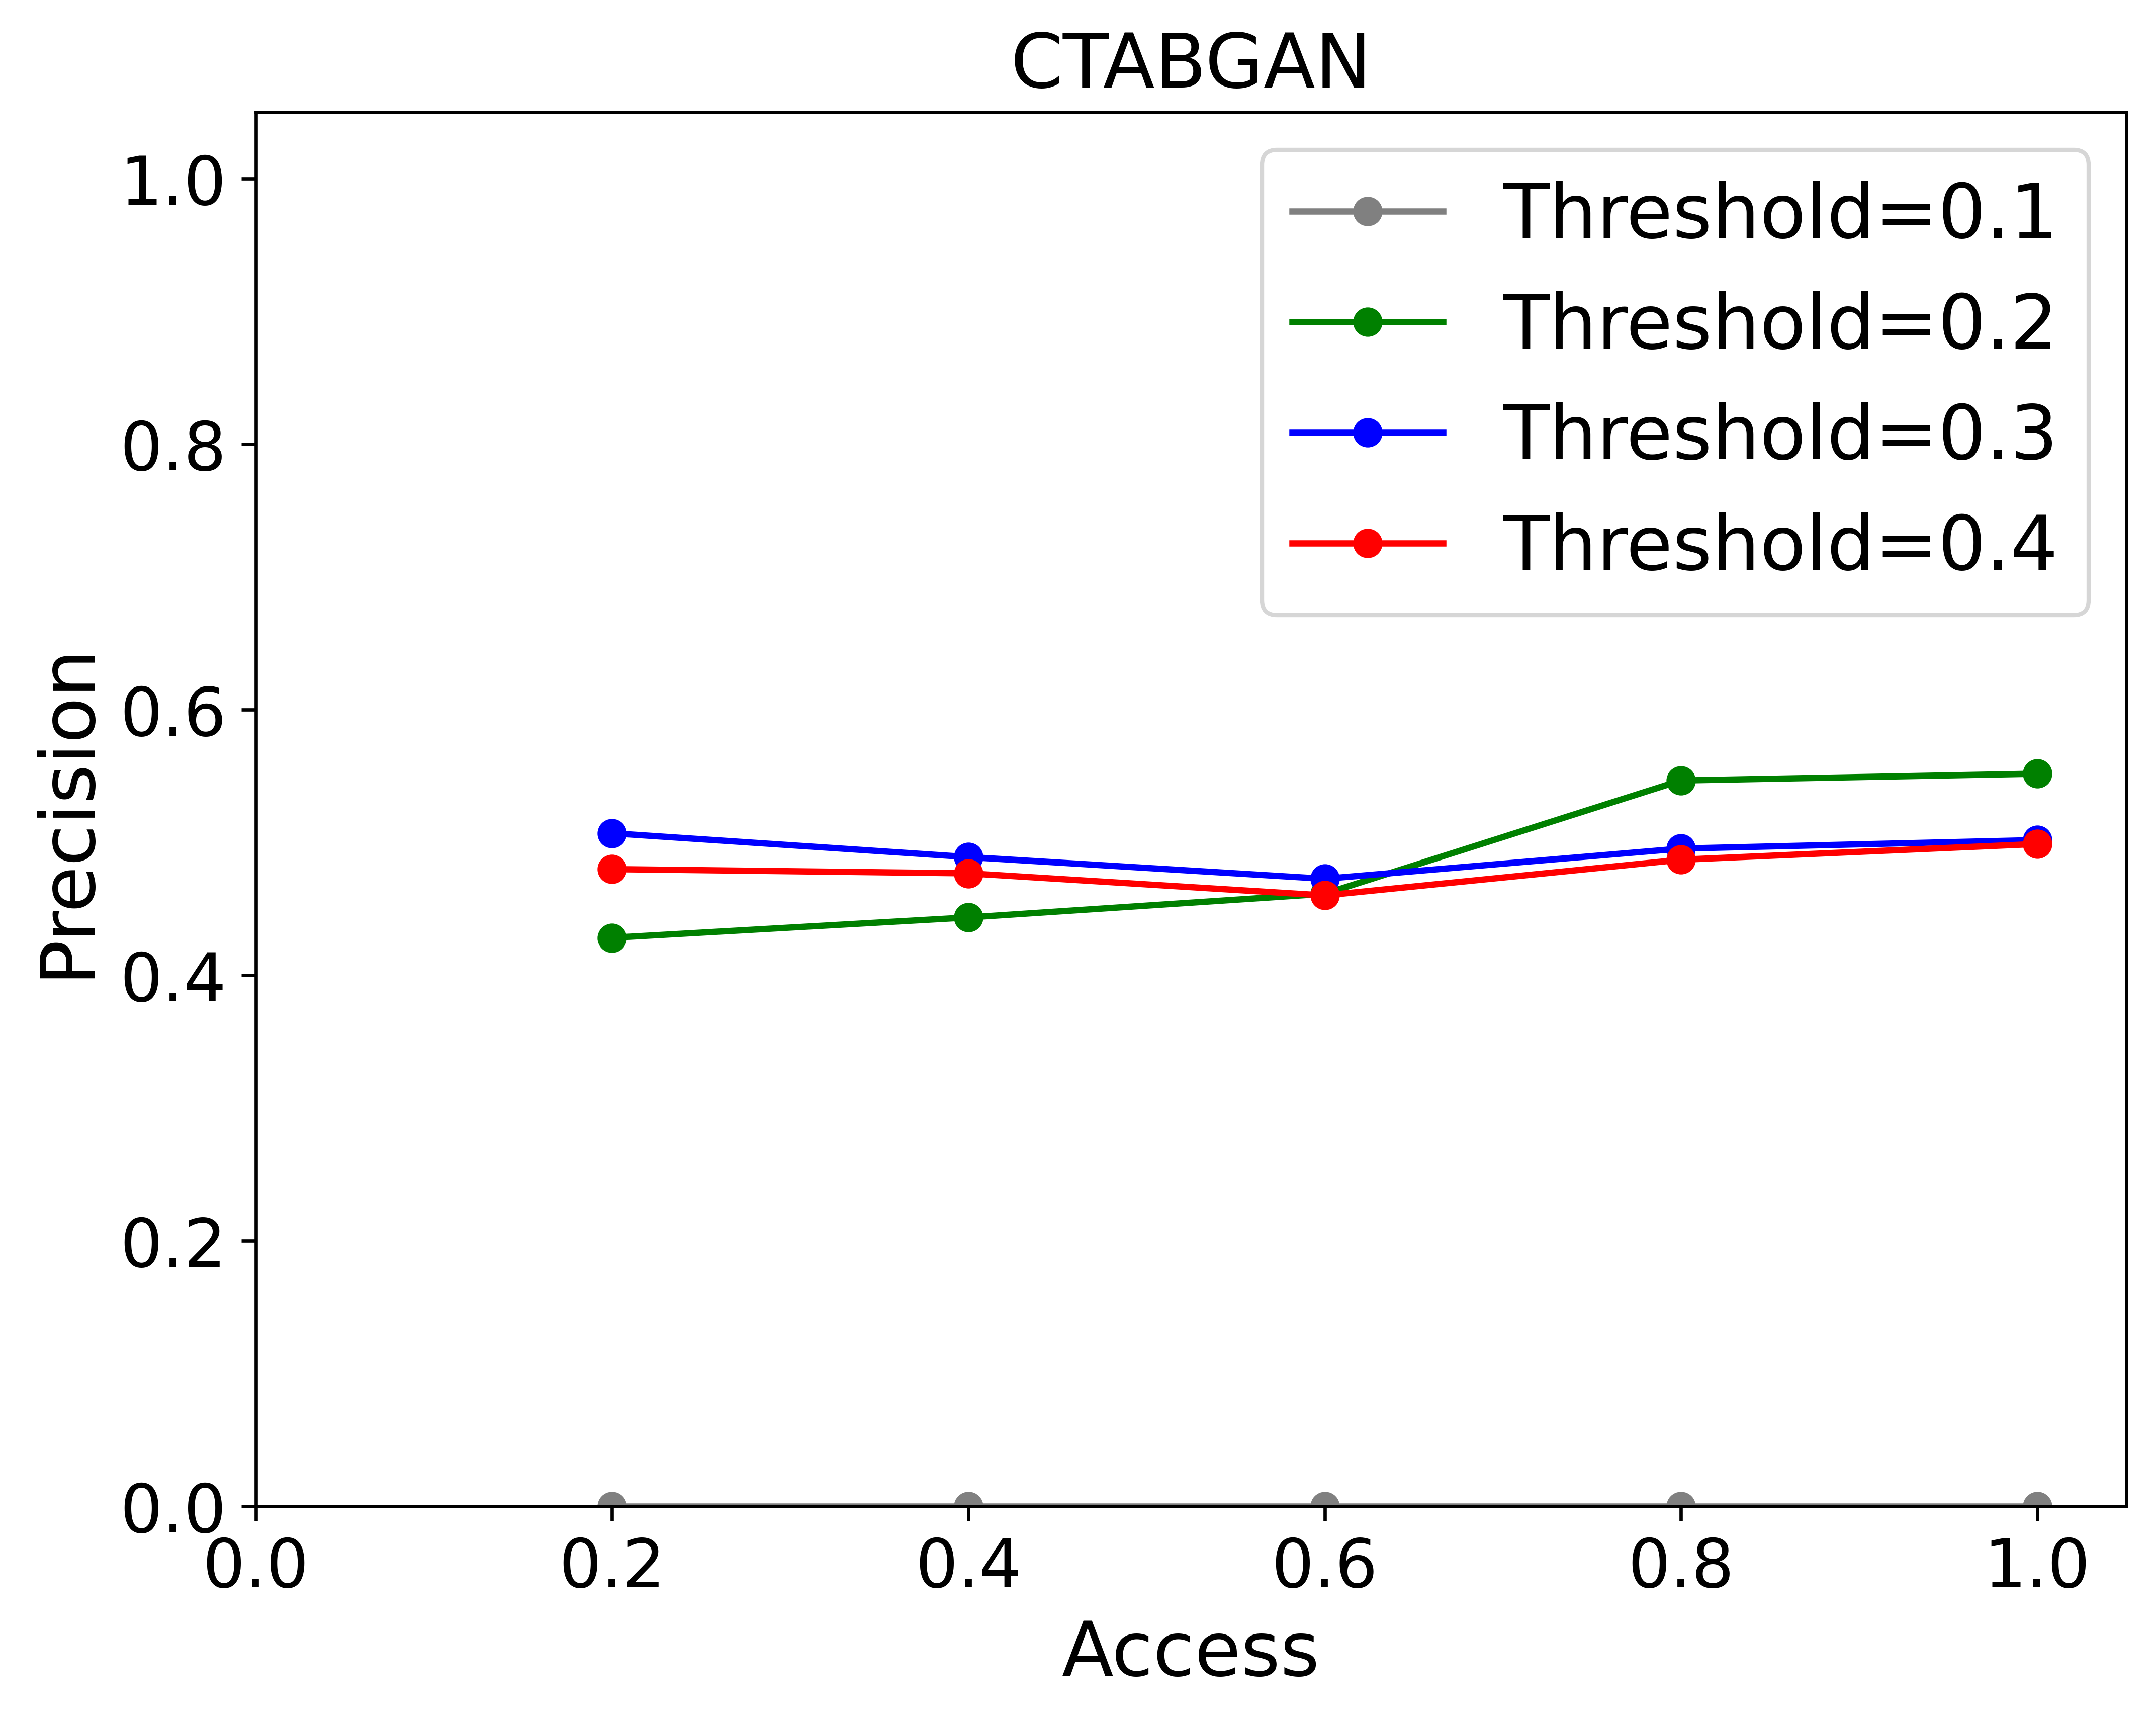 CTABGAN
Threshold=0.1
Threshold=0.2
Threshold=0.3
Threshold=0.4
Precision
1.0
0.8
0.6
0.4
0.2
0.0
0.0 0.2 0.4 0.6 0.8 1.0
Access